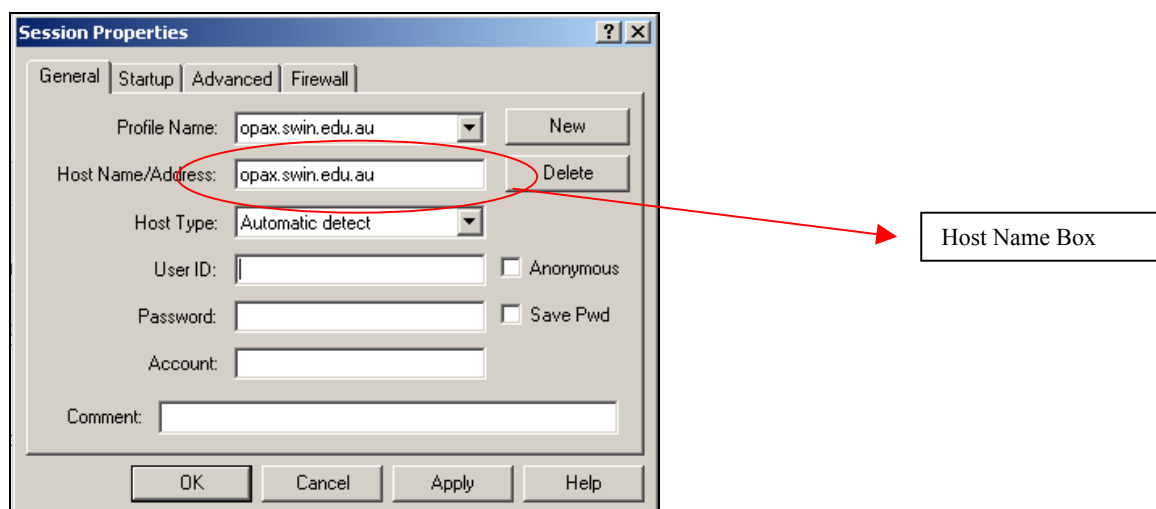 Session Properties
General Startup Advanced Firewall
Profile Name: opax.swin.edu.au New
Host Name/Address: opax.swin.edu.au Delete
Host Type: Automatic detect
User ID: Anonymous
Password: Save Pwd
Account:
Comment:
OK Cancel Apply Help
Host Name Box